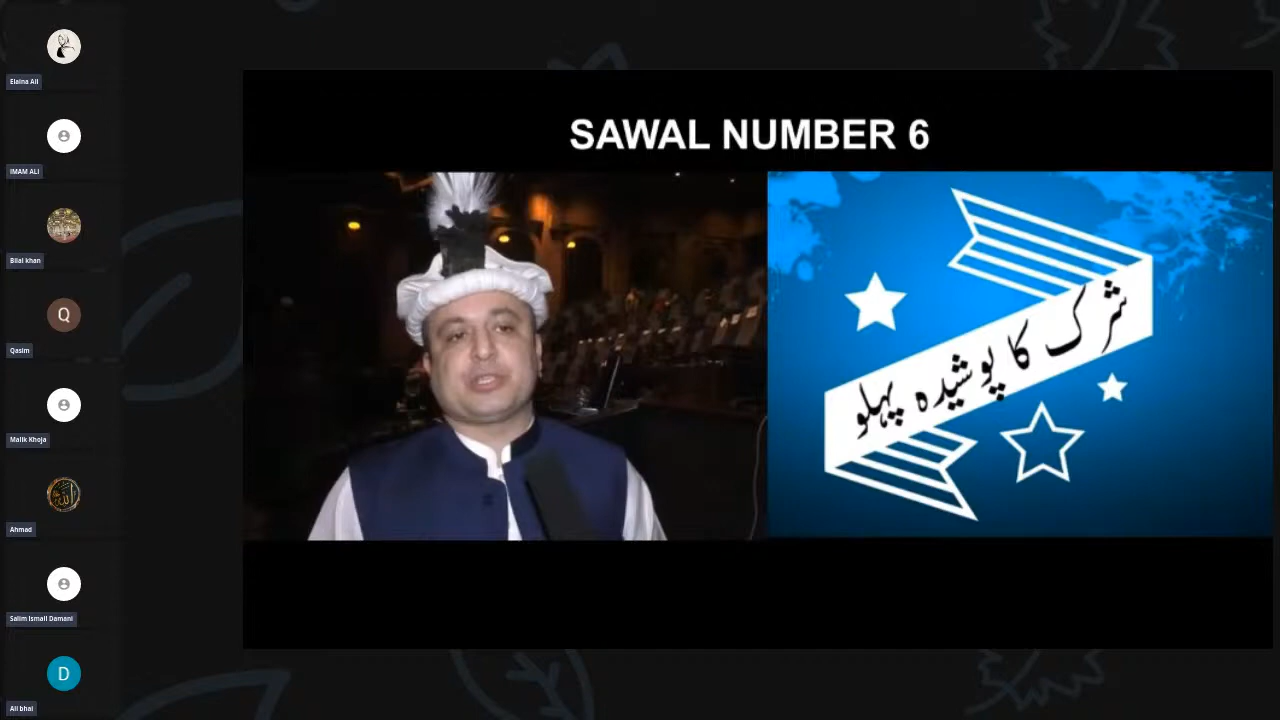 Elaina Ali
IMAM ALI
Bilal khan
Q
Qasim
Malik Khoja
Ahmad
Salim Ismail Damani
D
Ali bhai
SAWAL NUMBER 6
شرک کا پوشیدہ پہلو